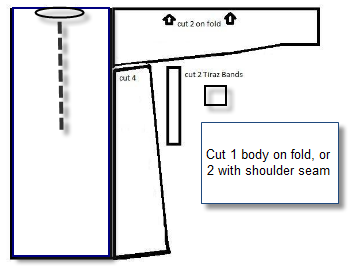 cut 2 on fold
cut 4
cut 2 Tiraz Bands
Cut 1 body on fold, or
2 with shoulder seam